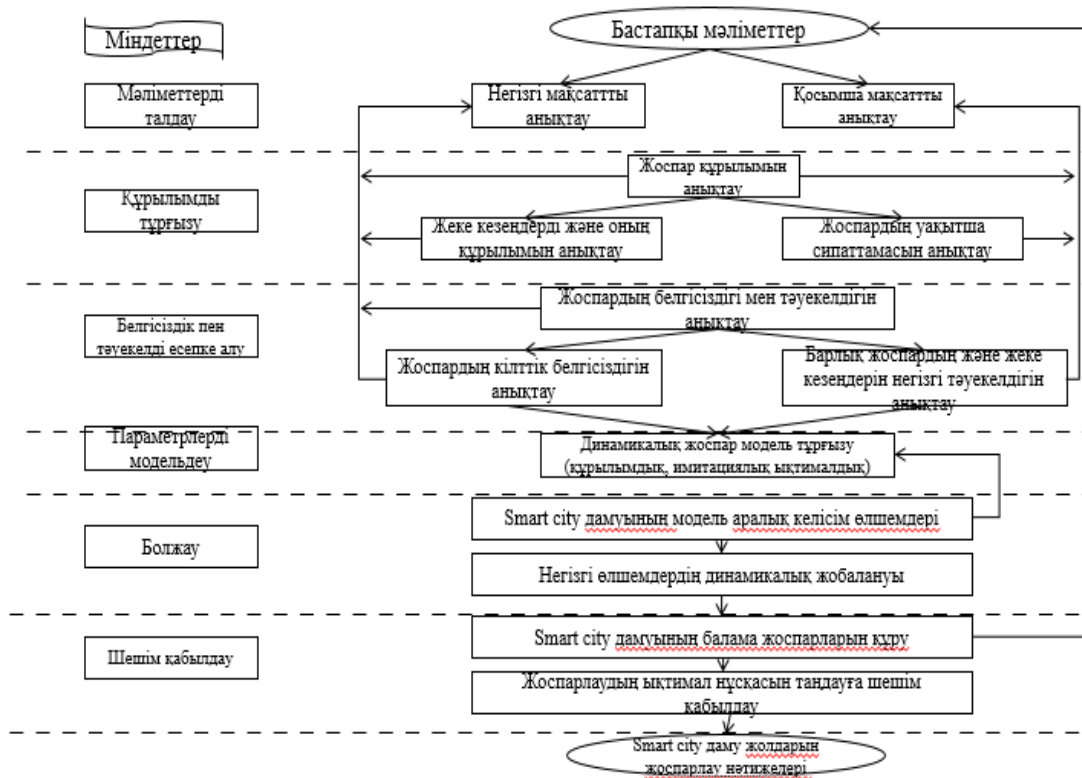 Міндеттер
Бастапқы мәліметтер
Мәліметтерді
талдау
Негізгі мақсаттты
анықтау
Қосымша мақсаттты
анықтау
Құрылымды
тұрғызу
Жоспар құрылымын
анықтау
Жеке кезеңдерді және оның
құрылымын анықтау
Жоспардың уақытша
сипаттамасын анықтау
Белгісіздік пен
тәуекелді есепке алу
Жоспардың белгісіздігі мен тәуекелдігін
анықтау
Жоспардың кілттік белгісіздігін
анықтау
Барлық жоспардың және жеке
кезеңдерін негізгі тәуекелдігін
анықтау
Параметрлерді
модельдеу
Динамикалық жоспар модель тұрғызу
(құрылымдық, имитациялық ықтималдық)
Болжау
Smart city дамуының модель аралық келісім өлшемдері
Негізгі өлшемдердің динамикалық жобалануы
Шешім қабылдау
Smart city дамуының балама жоспарларын құру
Жоспарлаудың ықтимал нұсқасын таңдауға шешім
қабылдау
Smart city даму жолдарын
жоспарлау нәтижелері